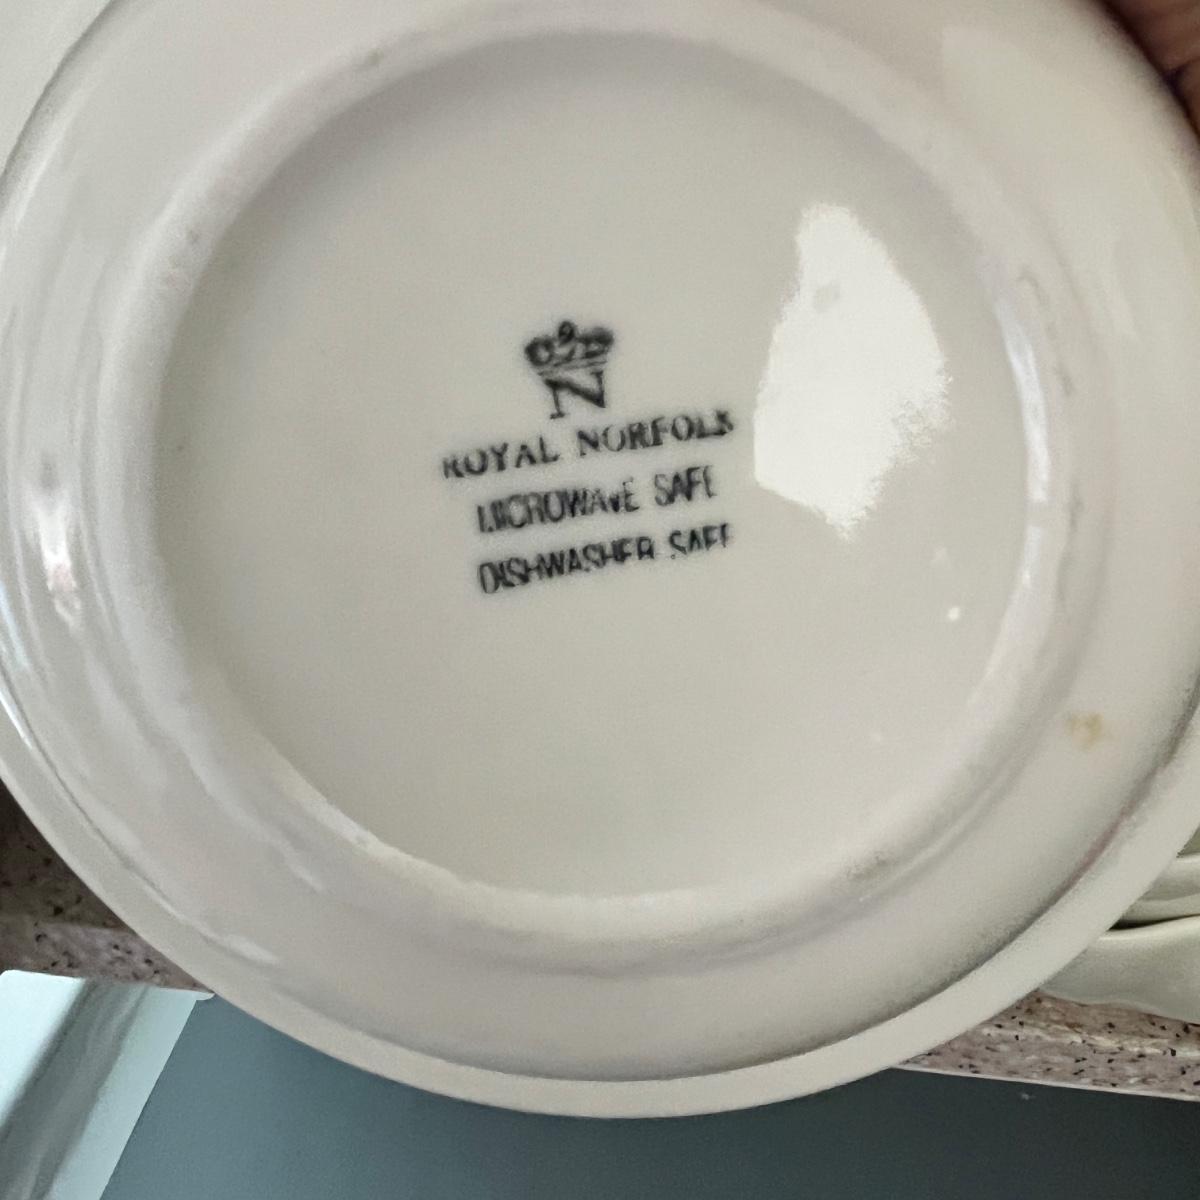 N
ROYAL NORFOLK
MICROWAVE SAFE
DISHWASHER SAFE